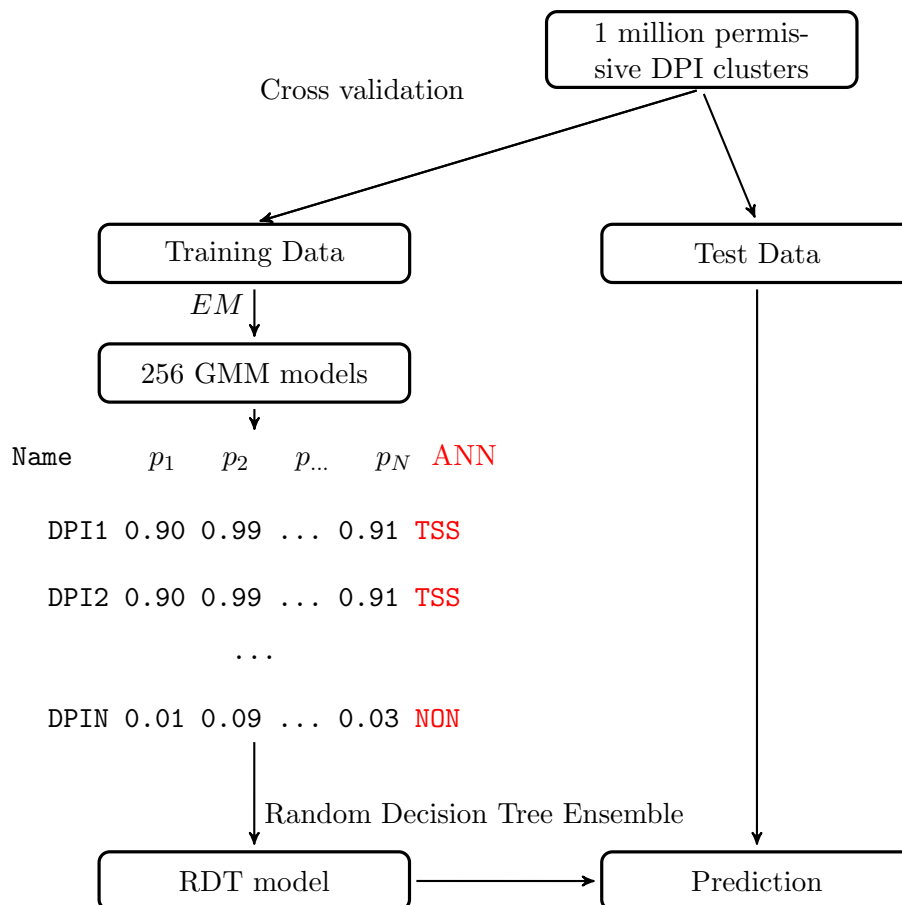 1 million permis-
sive DPI clusters
Cross validation
Training Data
Test Data
EM
256 GMM models
Name p₁ p₂ p... p_N ANN
DPI1 0.90 0.99 ... 0.91 TSS
DPI2 0.90 0.99 ... 0.91 TSS
...
DPIN 0.01 0.09 ... 0.03 NON
Random Decision Tree Ensemble
RDT model
Prediction